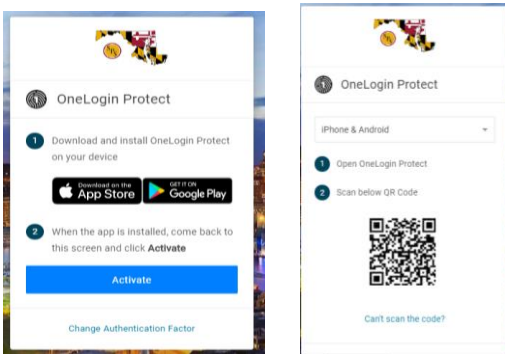 OneLogin Protect
1 Download and install OneLogin Protect
on your device
Download on the
App Store
GET IT ON
Google Play
2 When the app is installed, come back to
this screen and click Activate
Activate
Change Authentication Factor
OneLogin Protect
iPhone & Android
1 Open OneLogin Protect
2 Scan below QR Code
Can't scan the code?